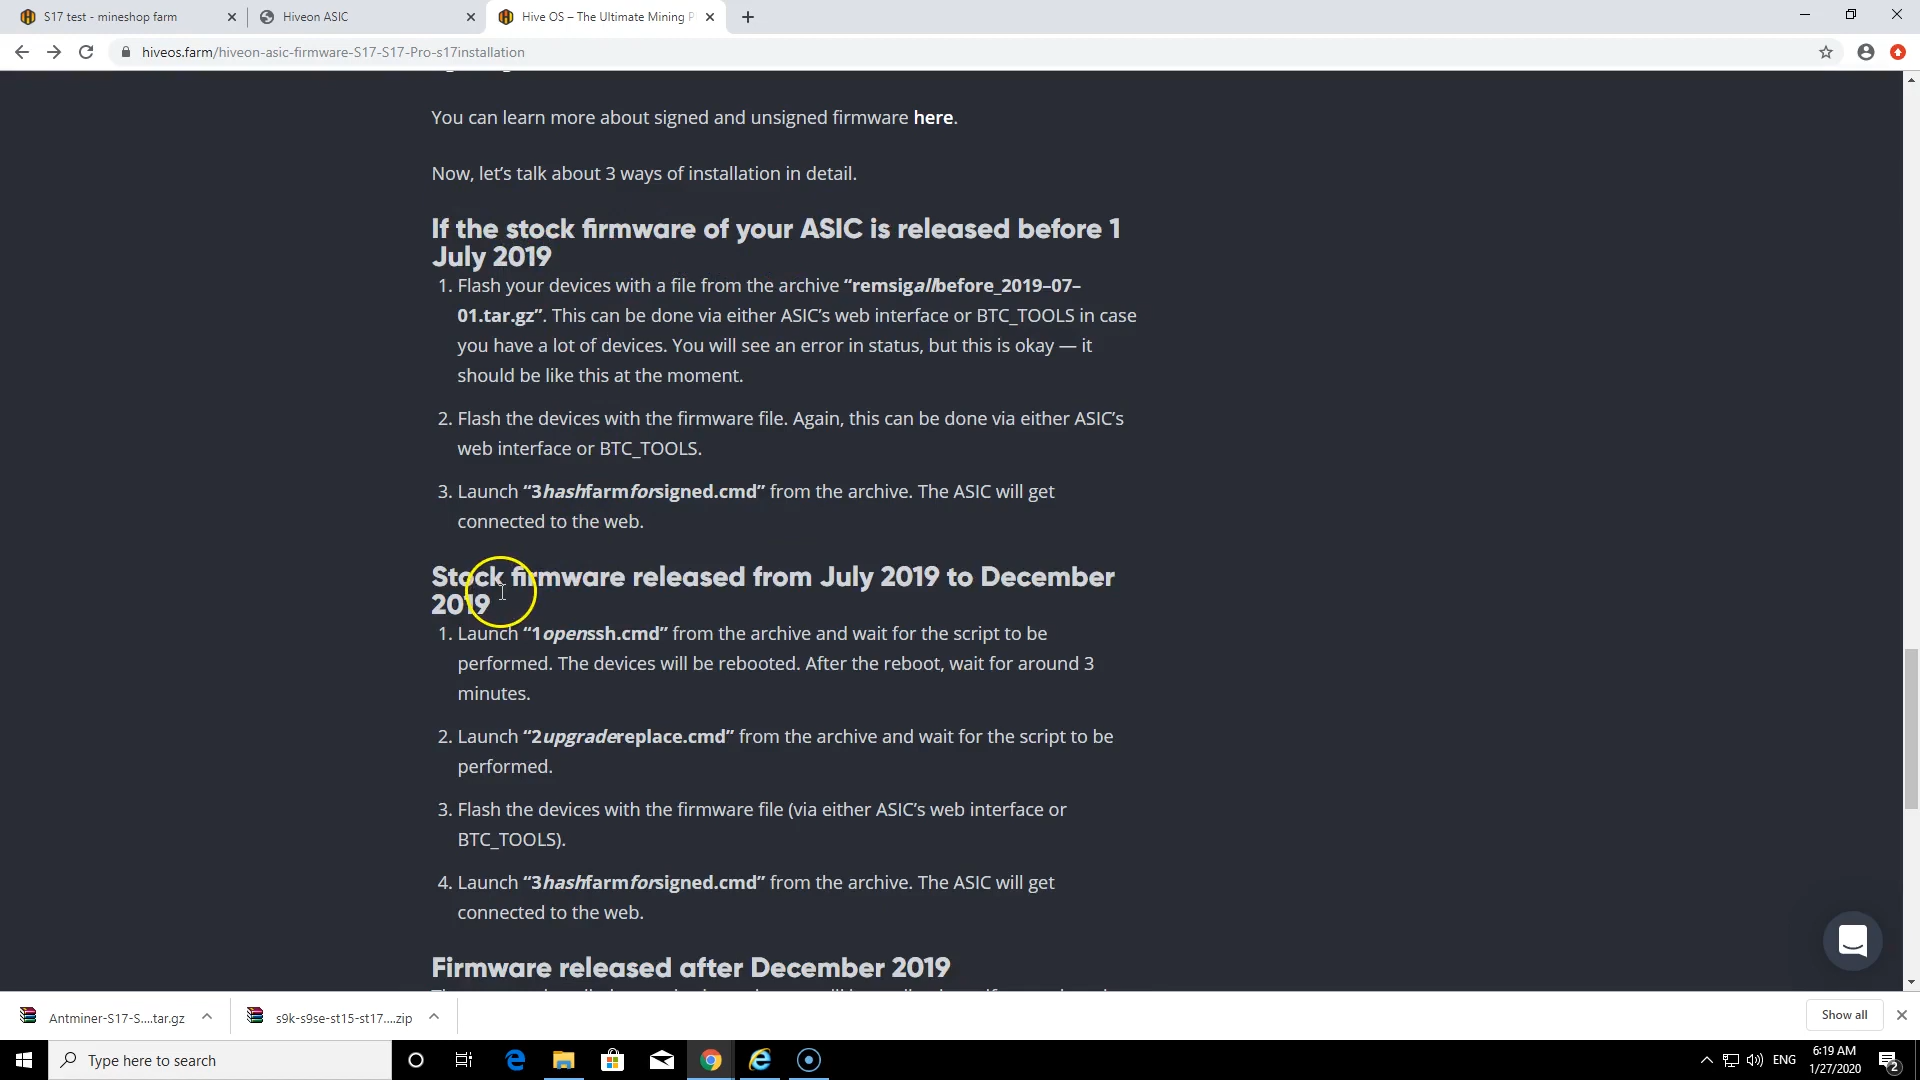 S17 test - mineshop farm
Hiveon ASIC
Hive OS – The Ultimate Mining P
hiveos.farm/hiveon-asic-firmware-S17-S17-Pro-s17installation
You can learn more about signed and unsigned firmware here.
Now, let’s talk about 3 ways of installation in detail.
If the stock firmware of your ASIC is released before 1
July 2019
1. Flash your devices with a file from the archive “remsigallbefore_2019–07–
01.tar.gz”. This can be done via either ASIC’s web interface or BTC_TOOLS in case
you have a lot of devices. You will see an error in status, but this is okay — it
should be like this at the moment.
2. Flash the devices with the firmware file. Again, this can be done via either ASIC’s
web interface or BTC_TOOLS.
3. Launch “3hashfarmforsigned.cmd” from the archive. The ASIC will get
connected to the web.
Stock firmware released from July 2019 to December
2019
1. Launch “1openssh.cmd” from the archive and wait for the script to be
performed. The devices will be rebooted. After the reboot, wait for around 3
minutes.
2. Launch “2upgradereplace.cmd” from the archive and wait for the script to be
performed.
3. Flash the devices with the firmware file (via either ASIC’s web interface or
BTC_TOOLS).
4. Launch “3hashfarmforsigned.cmd” from the archive. The ASIC will get
connected to the web.
Firmware released after December 2019
Antminer-S17-S....tar.gz
s9k-s9se-st15-st17....zip
Show all
Type here to search
ENG
6:19 AM
1/27/2020
2